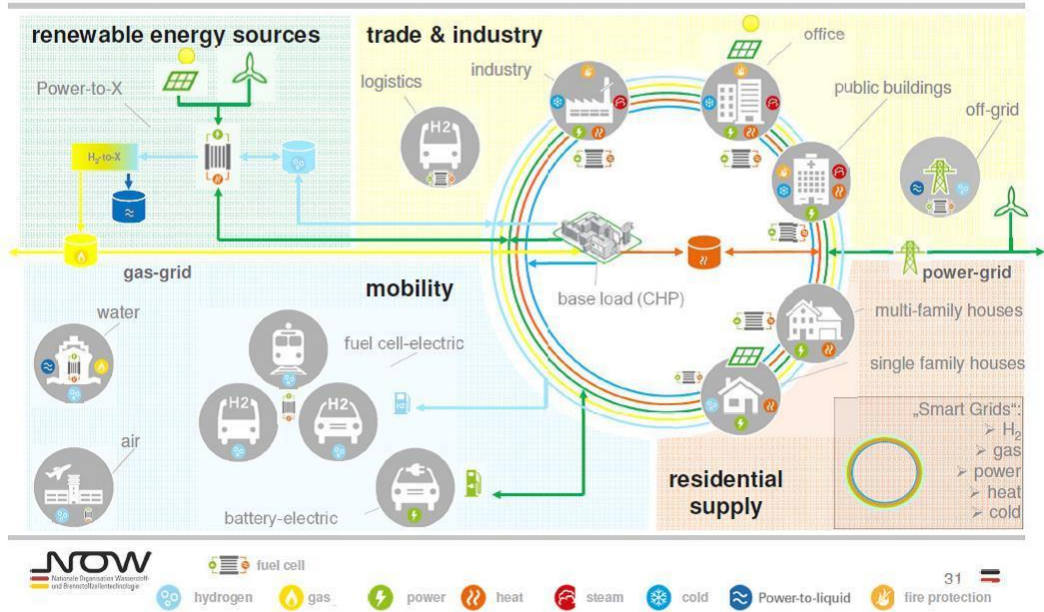 renewable energy sources
trade & industry
office
Power-to-X
logistics
industry
public buildings
off-grid
H2
H₂-to-X
gas-grid
base load (CHP)
power-grid
mobility
water
fuel cell-electric
multi-family houses
single family houses
H2
H2
air
battery-electric
residential
supply
„Smart Grids“:
➢ H₂
➢ gas
➢ power
➢ heat
➢ cold
NOW
Nationale Organisation Wasserstoff-
und Brennstoffzellentechnologie
fuel cell
31
hydrogen
gas
power
heat
steam
cold
Power-to-liquid
fire protection